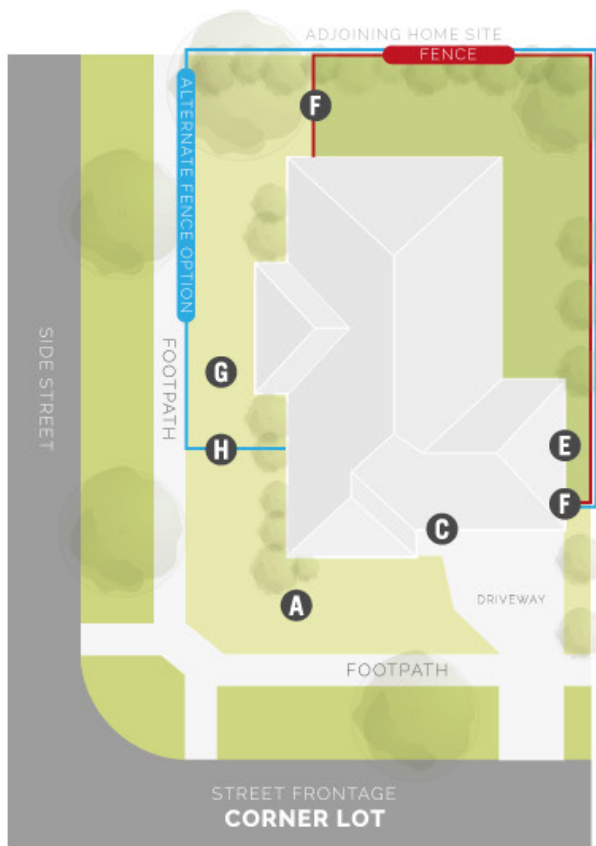 ADJOINING HOME SITE
FENCE
F
ALTERNATE FENCE OPTION
SIDE STREET
FOOTPATH
G
H
E
F
C
A
DRIVEWAY
FOOTPATH
STREET FRONTAGE
CORNER LOT